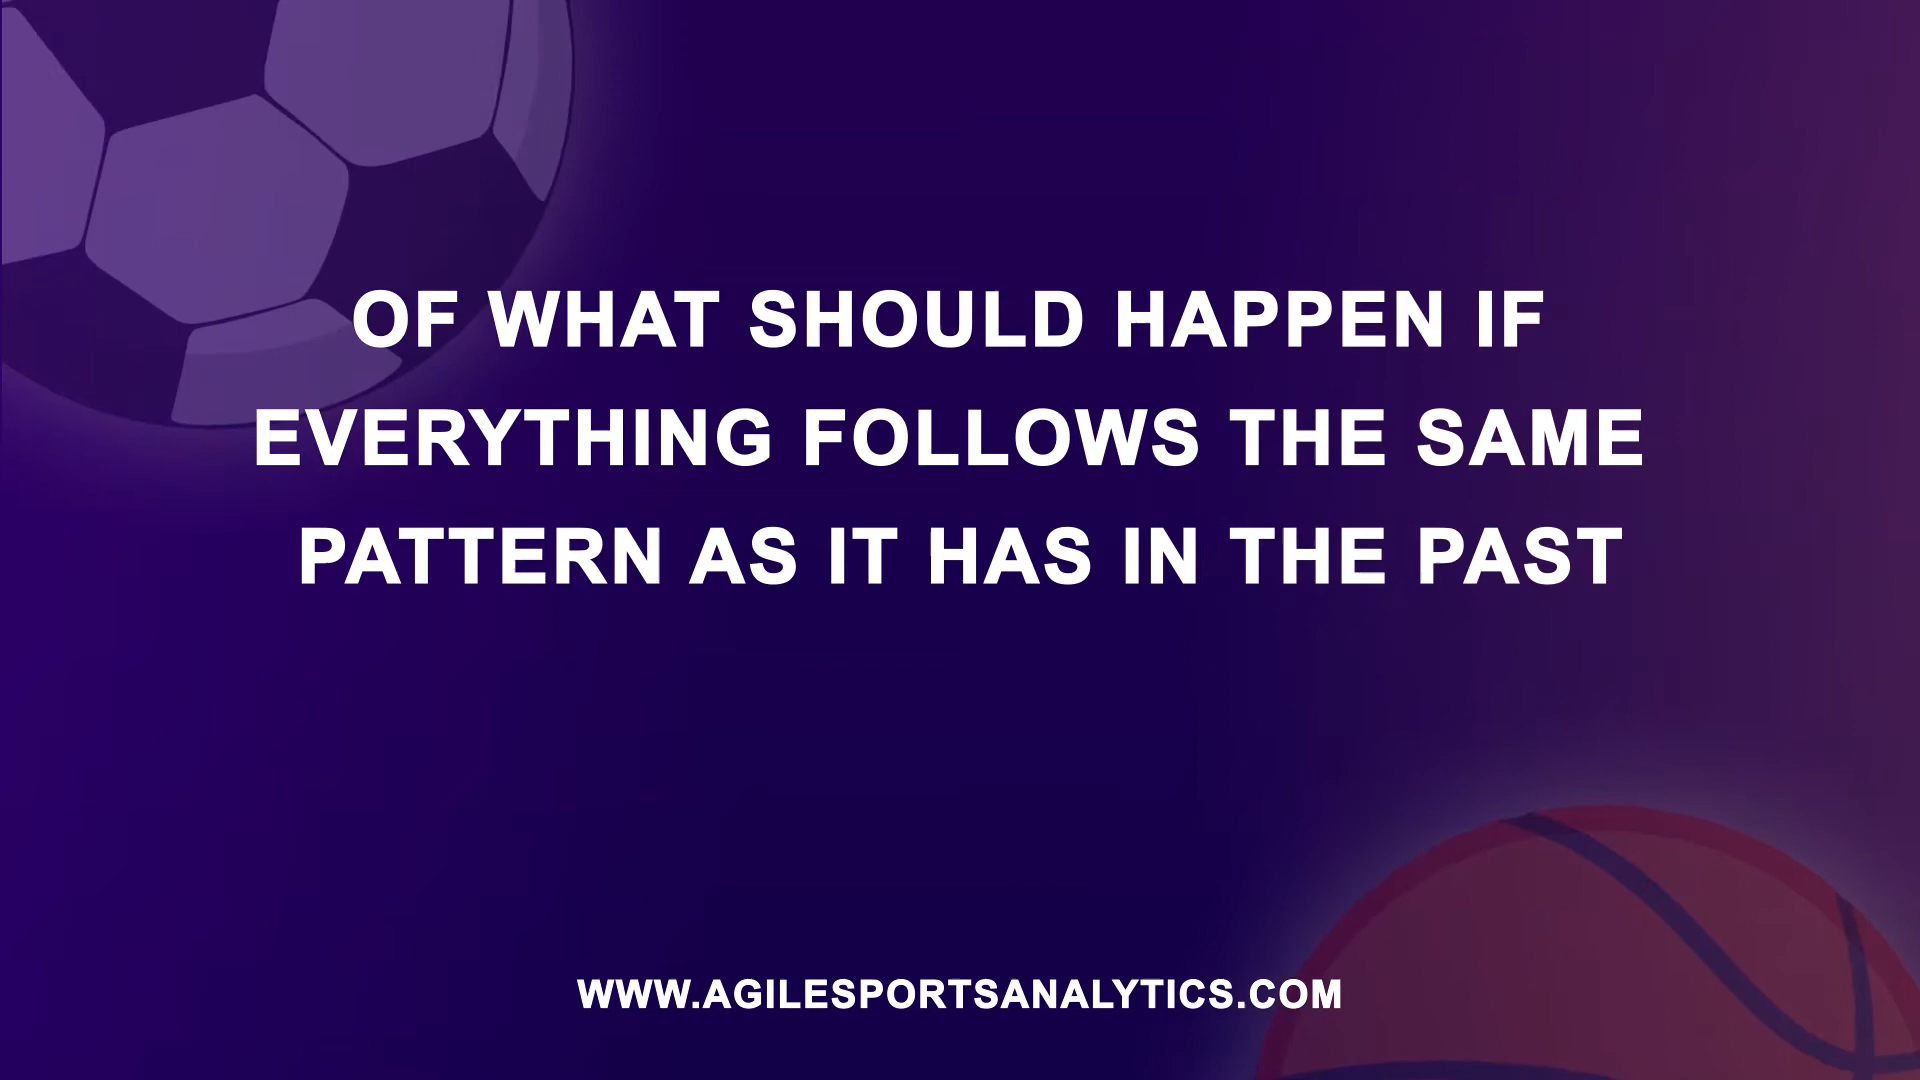 OF WHAT SHOULD HAPPEN IF
EVERYTHING FOLLOWS THE SAME
PATTERN AS IT HAS IN THE PAST
WWW.AGILESPORTSANALYTICS.COM